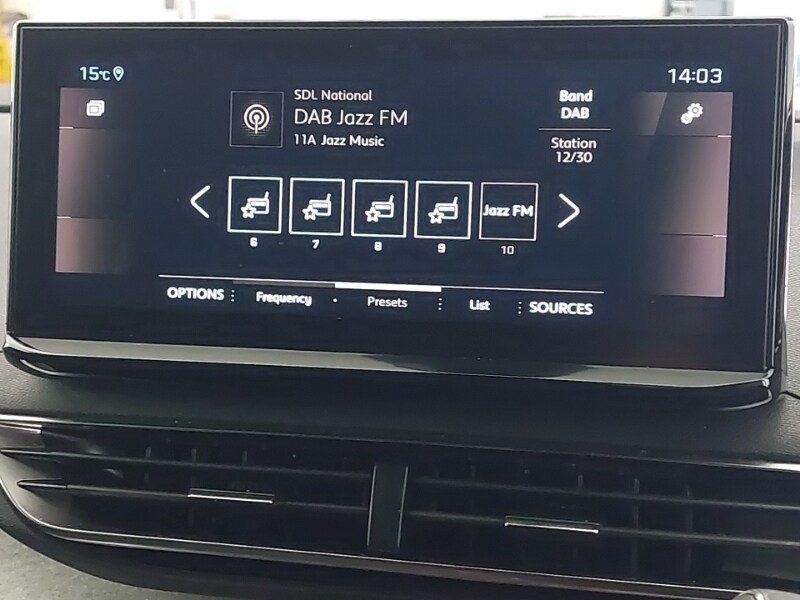 15°C
14:03
SDL National
DAB Jazz FM
11A Jazz Music
Band
DAB
Station
12/30
Jazz FM
6
7
8
9
10
OPTIONS
Frequency
Presets
List
SOURCES